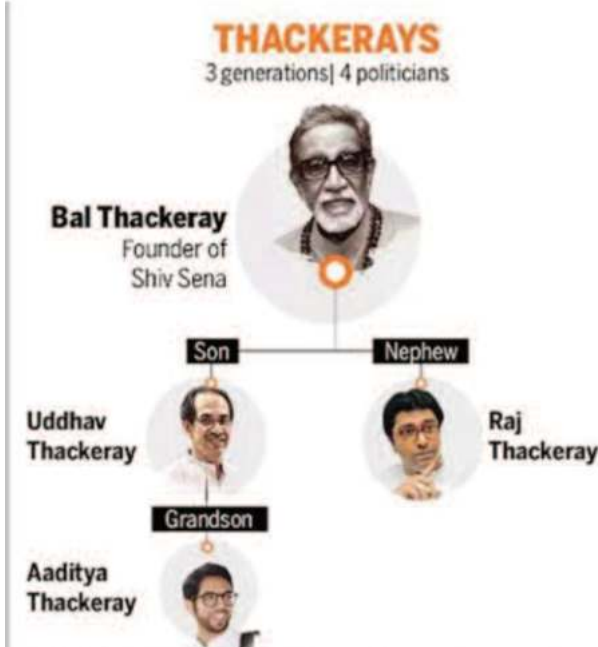 THACKERAYS
3 generations| 4 politicians
Bal Thackeray
Founder of
Shiv Sena
Son
Nephew
Uddhav
Thackeray
Raj
Thackeray
Grandson
Aaditya
Thackeray